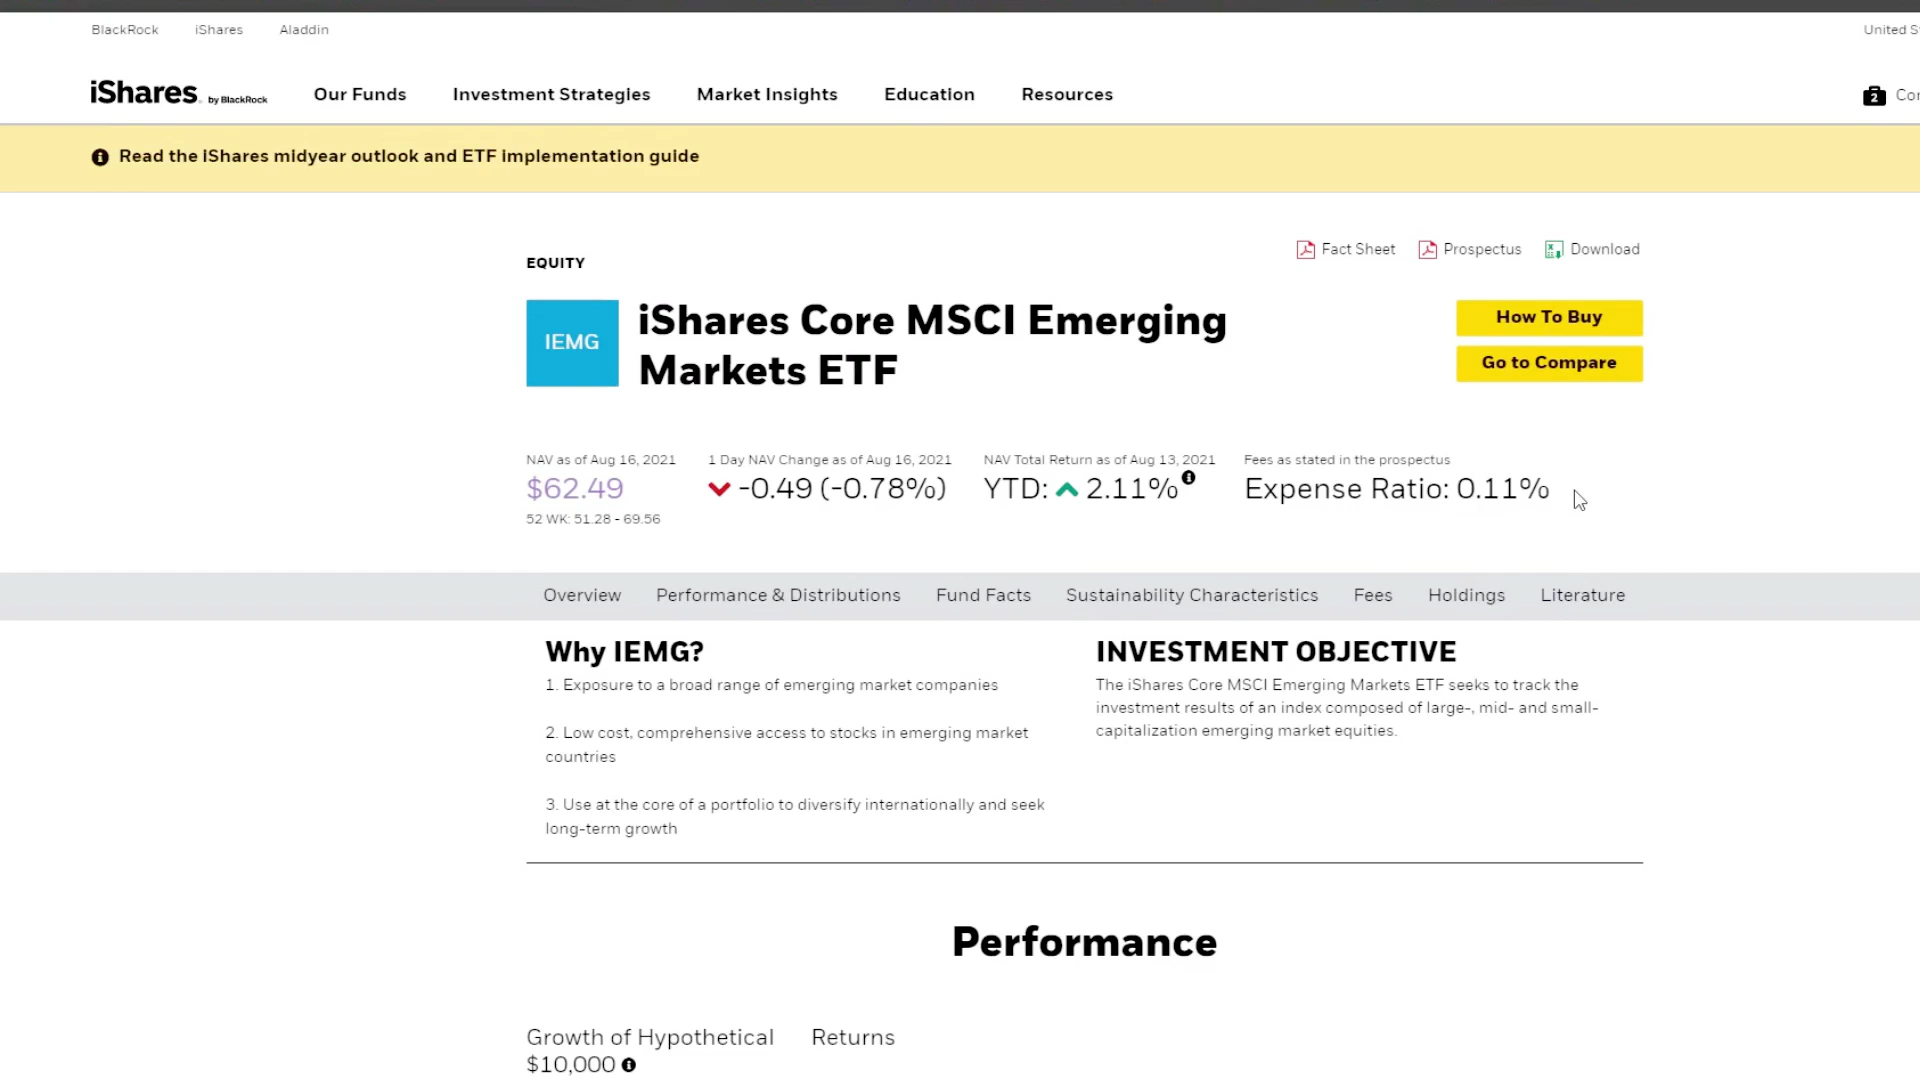 BlackRock iShares Aladdin United S
iShares by BlackRock Our Funds Investment Strategies Market Insights Education Resources 2 Co
Read the iShares midyear outlook and ETF implementation guide
Fact Sheet Prospectus Download
EQUITY
IEMG
iShares Core MSCI Emerging
Markets ETF
How To Buy
Go to Compare
NAV as of Aug 16, 2021
$62.49
52 WK: 51.28 - 69.56
1 Day NAV Change as of Aug 16, 2021
-0.49 (-0.78%)
NAV Total Return as of Aug 13, 2021
YTD: 2.11%
Fees as stated in the prospectus
Expense Ratio: 0.11%
Overview Performance & Distributions Fund Facts Sustainability Characteristics Fees Holdings Literature
Why IEMG?
1. Exposure to a broad range of emerging market companies
2. Low cost, comprehensive access to stocks in emerging market
countries
3. Use at the core of a portfolio to diversify internationally and seek
long-term growth
INVESTMENT OBJECTIVE
The iShares Core MSCI Emerging Markets ETF seeks to track the
investment results of an index composed of large-, mid- and small-
capitalization emerging market equities.
Performance
Growth of Hypothetical
$10,000
Returns